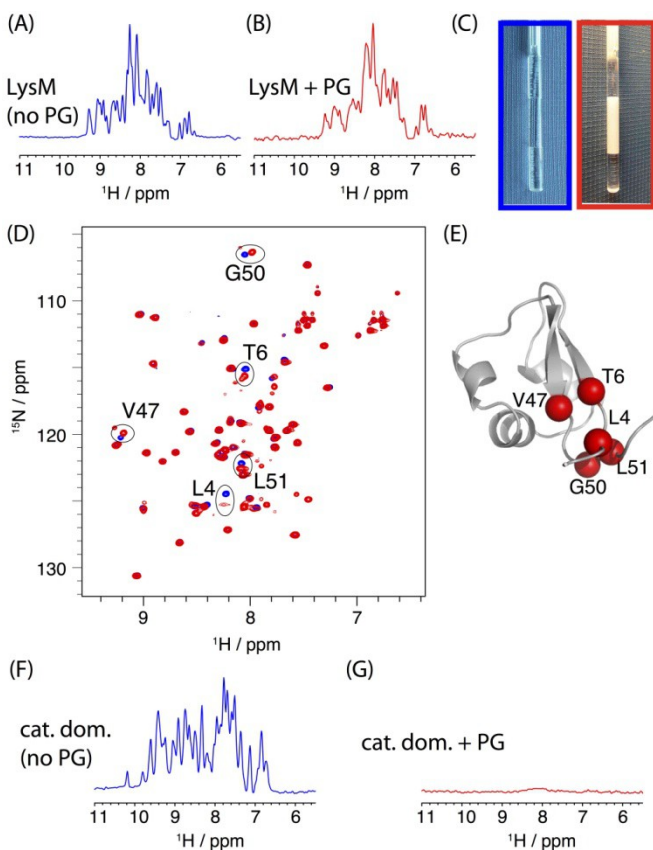 (A) (B) (C)
LysM
(no PG)
LysM + PG
11 10 9 8 7 6
¹H / ppm
11 10 9 8 7 6
¹H / ppm
(D) (E)
G50
T6
V47
L51
L4
110
120
130
¹⁵N / ppm
9 8 7
¹H / ppm
V47
T6
L4
L51
G50
(F) (G)
cat. dom.
(no PG)
cat. dom. + PG
11 10 9 8 7 6
¹H / ppm
11 10 9 8 7 6
¹H / ppm